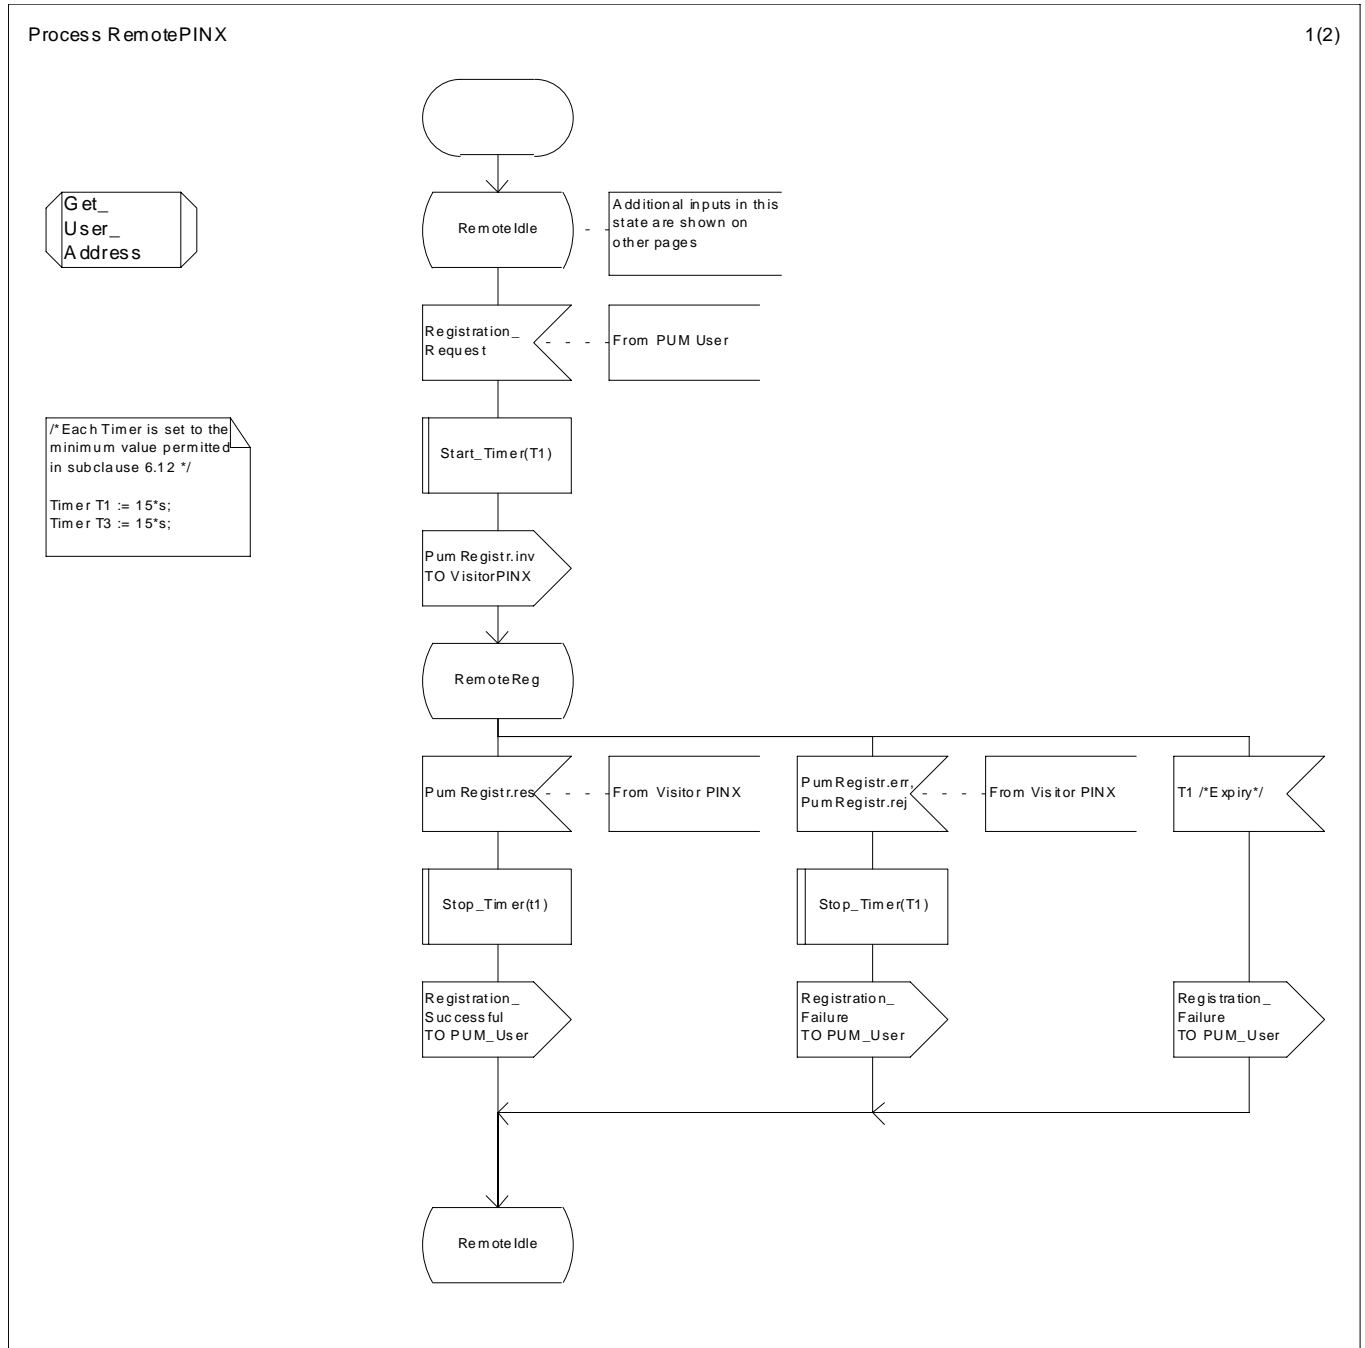 Process RemotePINX
1(2)
Get_
User_
Address
RemoteIdle
Additional inputs in this
state are shown on
other pages
Registration_
Request
From PUM User
/*Each Timer is set to the
minimum value permitted
in subclause 6.12 */
Timer T1 := 15*s;
Timer T3 := 15*s;
Start_Timer(T1)
PumRegistr.inv
TO VisitorPINX
RemoteReg
PumRegistr.res
From Visitor PINX
PumRegistr.err,
PumRegistr.rej
From Visitor PINX
T1 /*Expiry*/
Stop_Timer(t1)
Stop_Timer(T1)
Registration_
Successful
TO PUM_User
Registration_
Failure
TO PUM_User
Registration_
Failure
TO PUM_User
RemoteIdle